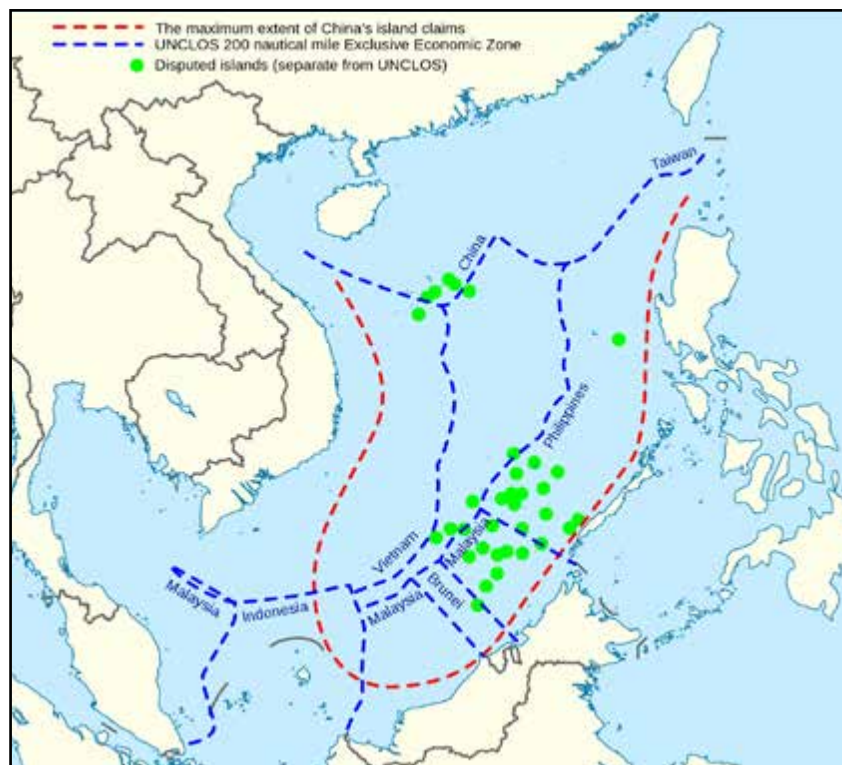 The maximum extent of China's island claims
UNCLOS 200 nautical mile Exclusive Economic Zone
Disputed islands (separate from UNCLOS)
Taiwan
China
Philippines
Vietnam
Malaysia
Malaysia
Indonesia
Malaysia
Brunei